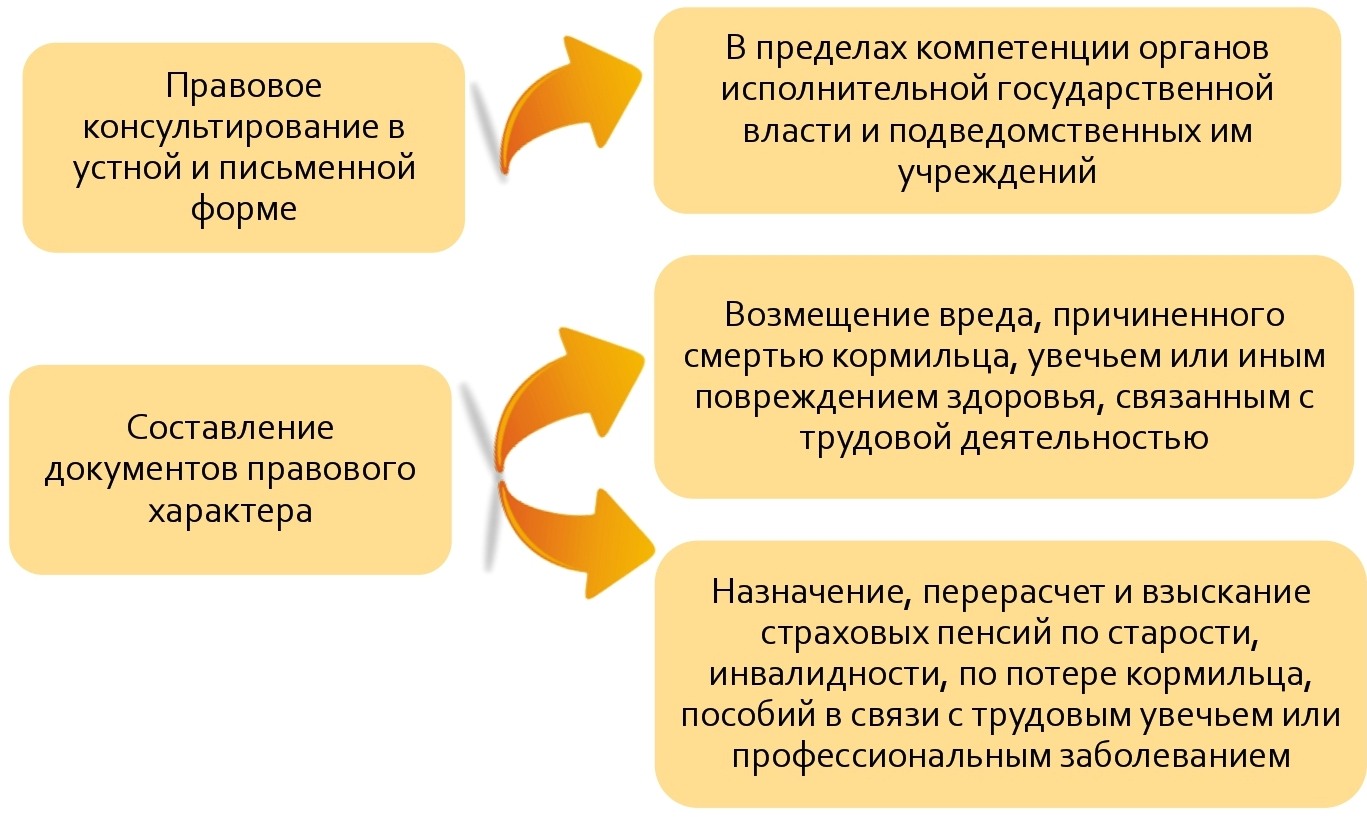 Правовое
консультирование в
устной и письменной
форме
В пределах компетенции органов
исполнительной государственной
власти и подведомственных им
учреждений
Составление
документов правового
характера
Возмещение вреда, причиненного
смертью кормильца, увечьем или иным
повреждением здоровья, связанным с
трудовой деятельностью
Назначение, перерасчет и взыскание
страховых пенсий по старости,
инвалидности, по потере кормильца,
пособий в связи с трудовым увечьем или
профессиональным заболеванием